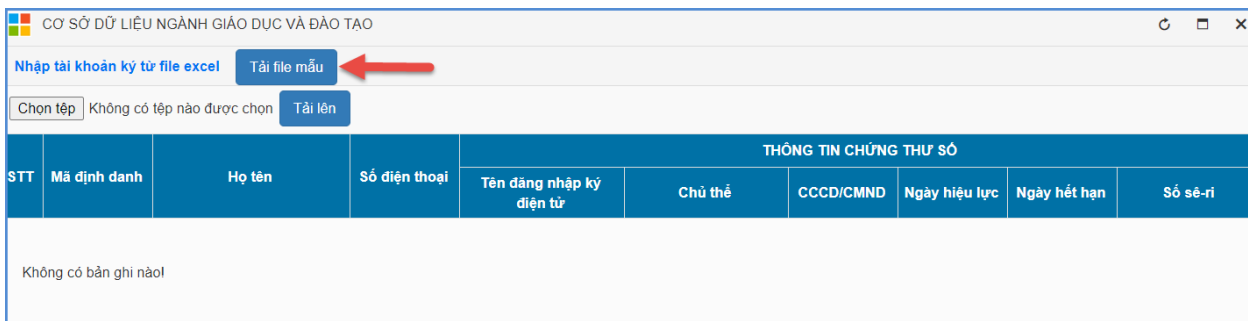 CƠ SỞ DỮ LIỆU NGÀNH GIÁO DỤC VÀ ĐÀO TẠO
Nhập tài khoản ký từ file excel Tải file mẫu
Chọn tệp Không có tệp nào được chọn Tải lên
THÔNG TIN CHỨNG THƯ SỐ
STT Mã định danh Họ tên Số điện thoại
Tên đăng nhập ký
điện tử
Chủ thể CCCD/CMND Ngày hiệu lực Ngày hết hạn Số sê-ri
Không có bản ghi nào!